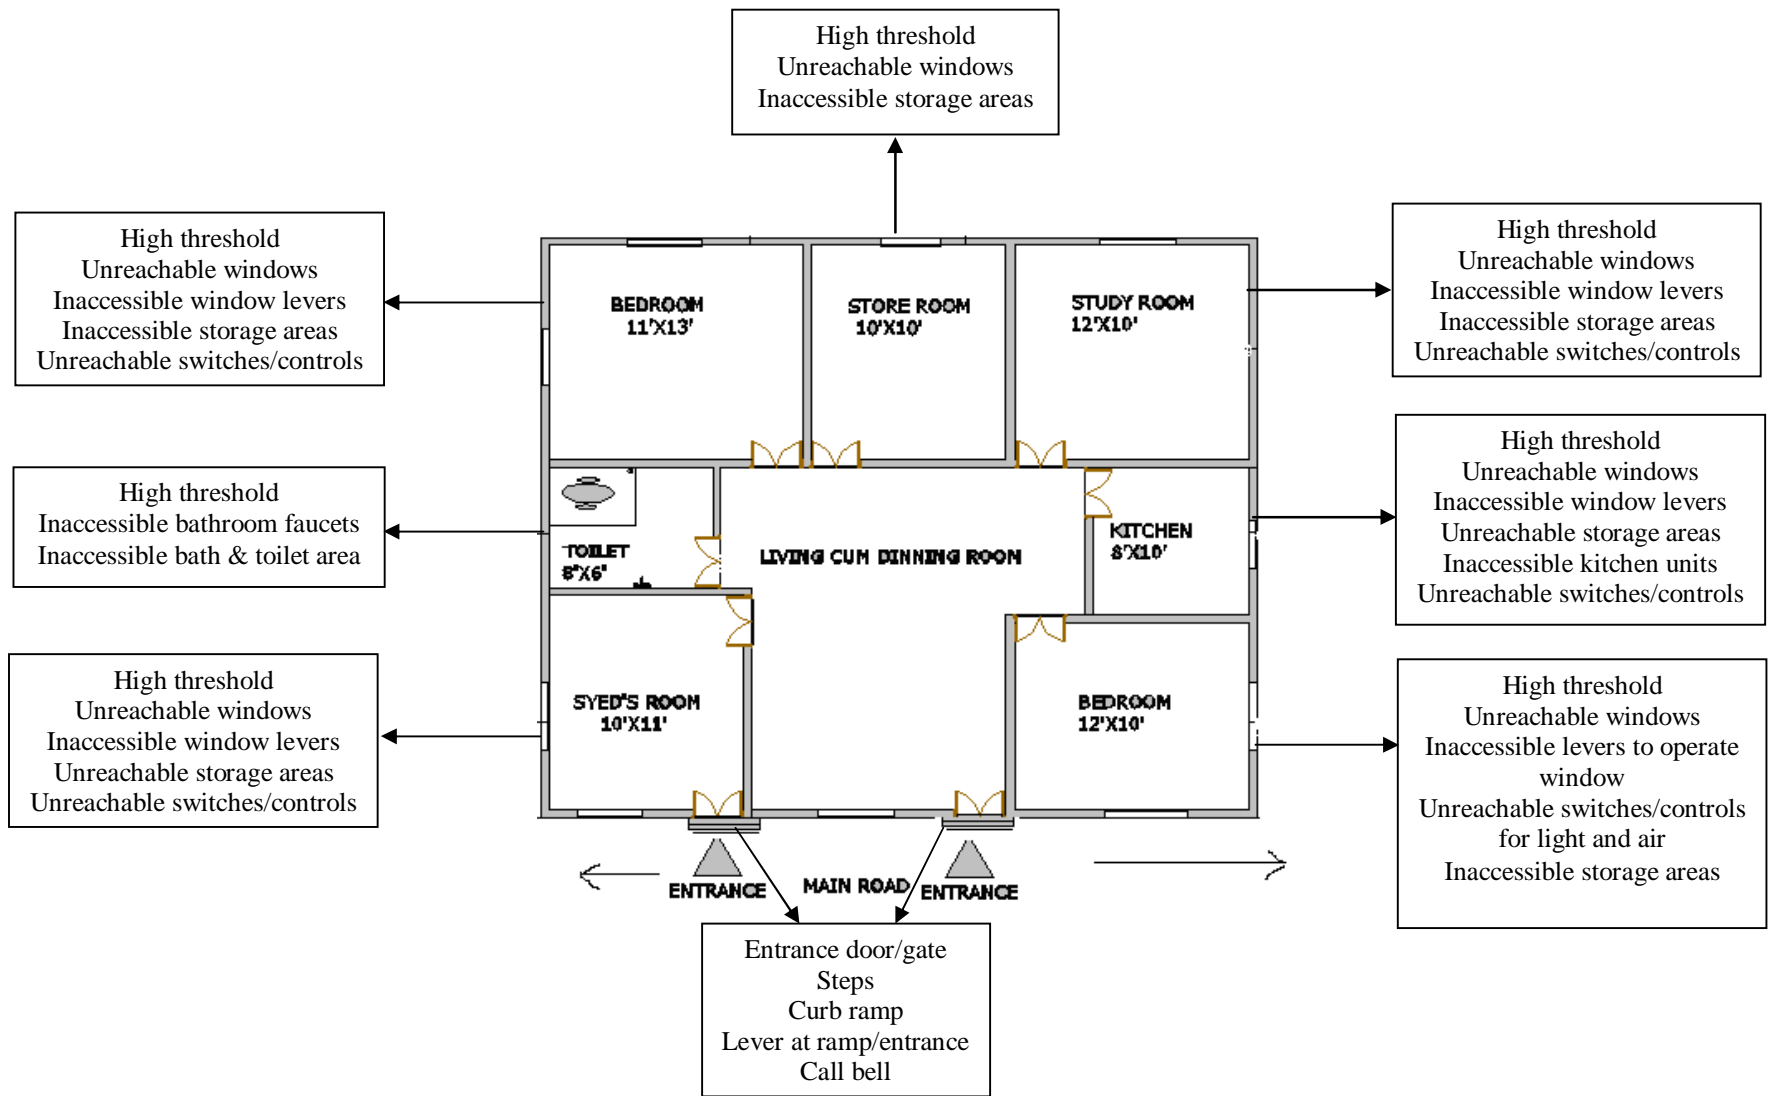 High threshold
Unreachable windows
Inaccessible storage areas
High threshold
Unreachable windows
Inaccessible window levers
Inaccessible storage areas
Unreachable switches/controls
High threshold
Unreachable windows
Inaccessible window levers
Inaccessible storage areas
Unreachable switches/controls
BEDROOM
11'X13'
STORE ROOM
10'X10'
STUDY ROOM
12'X10'
High threshold
Inaccessible bathroom faucets
Inaccessible bath & toilet area
TOILET
8'X6'
LIVING CUM DINNING ROOM
KITCHEN
8'X10'
High threshold
Unreachable windows
Inaccessible window levers
Unreachable storage areas
Inaccessible kitchen units
Unreachable switches/controls
High threshold
Unreachable windows
Inaccessible window levers
Unreachable storage areas
Unreachable switches/controls
SYED'S ROOM
10'X11'
BEDROOM
12'X10'
High threshold
Unreachable windows
Inaccessible levers to operate
window
Unreachable switches/controls
for light and air
Inaccessible storage areas
ENTRANCE
MAIN ROAD
ENTRANCE
Entrance door/gate
Steps
Curb ramp
Lever at ramp/entrance
Call bell